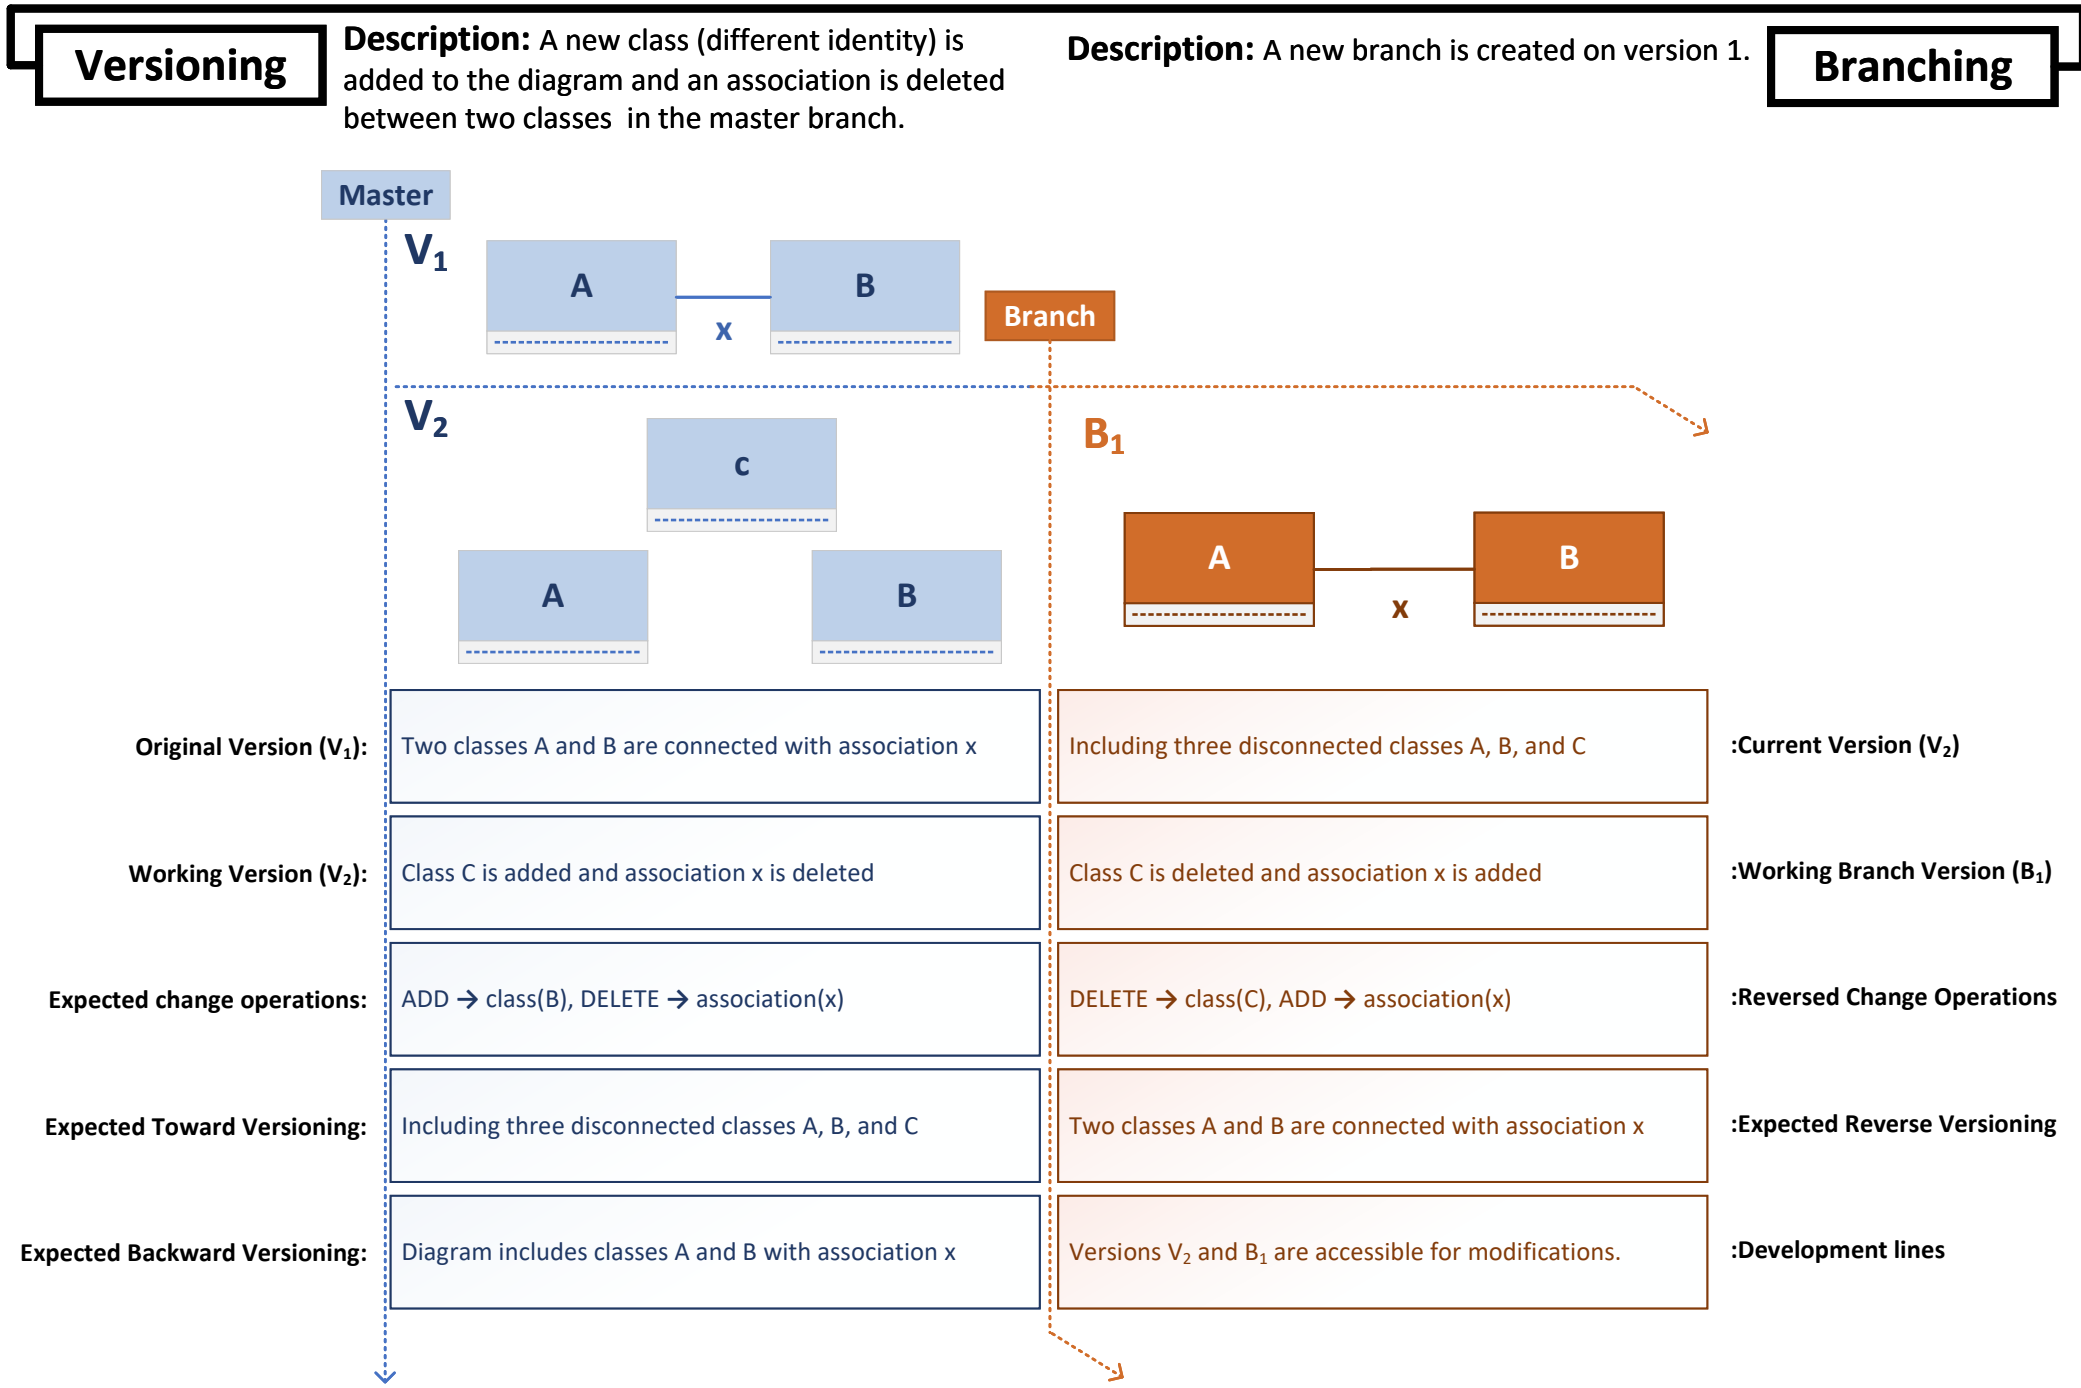 Versioning
Description: A new class (different identity) is
added to the diagram and an association is deleted
between two classes in the master branch.
Description: A new branch is created on version 1.
Branching
Master
V1
A
B
x
Branch
V2
c
A
B
B1
A
B
x
Original Version (V1):
Two classes A and B are connected with association x
Including three disconnected classes A, B, and C
:Current Version (V2)
Working Version (V2):
Class C is added and association x is deleted
Class C is deleted and association x is added
:Working Branch Version (B1)
Expected change operations:
ADD → class(B), DELETE → association(x)
DELETE → class(C), ADD → association(x)
:Reversed Change Operations
Expected Toward Versioning:
Including three disconnected classes A, B, and C
Two classes A and B are connected with association x
:Expected Reverse Versioning
Expected Backward Versioning:
Diagram includes classes A and B with association x
Versions V2 and B1 are accessible for modifications.
:Development lines